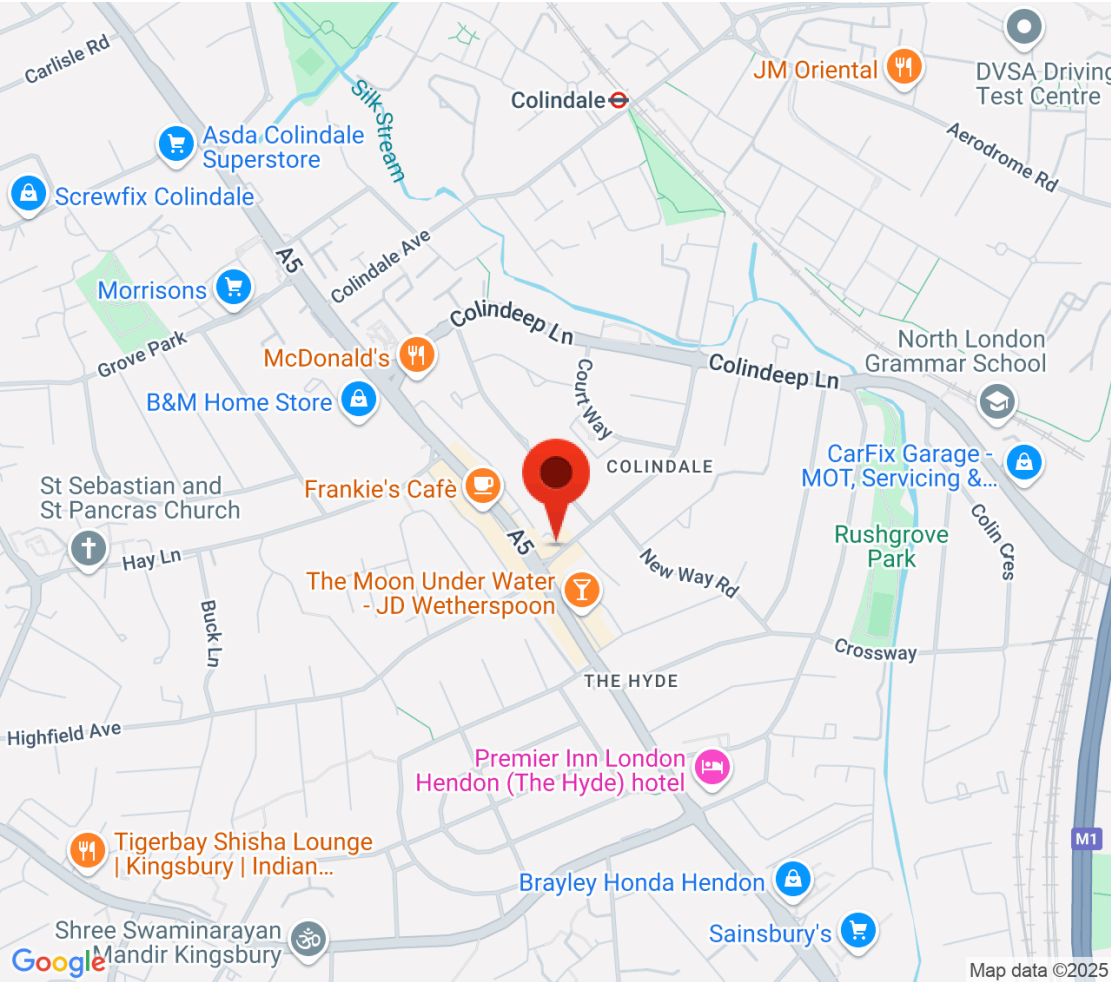 Carlisle Rd
JM Oriental
DVSA Driving
Test Centre
Colindale
Silk Stream
Asda Colindale
Superstore
Aerodrome Rd
Screwfix Colindale
A5
Colindale Ave
Morrisons
Colindeep Ln
Grove Park
McDonald's
North London
Grammar School
Colindeep Ln
B&M Home Store
Court Way
CarFix Garage -
MOT, Servicing &...
COLINDALE
Frankie's Cafè
St Sebastian and
St Pancras Church
Colin Cres
Rushgrove
Park
A5
Hay Ln
New Way Rd
The Moon Under Water
- JD Wetherspoon
Buck Ln
Crossway
THE HYDE
Highfield Ave
Premier Inn London
Hendon (The Hyde) hotel
M1
Tigerbay Shisha Lounge
| Kingsbury | Indian...
Brayley Honda Hendon
Shree Swaminarayan
Mandir Kingsbury
Sainsbury's
Google
Map data ©2025